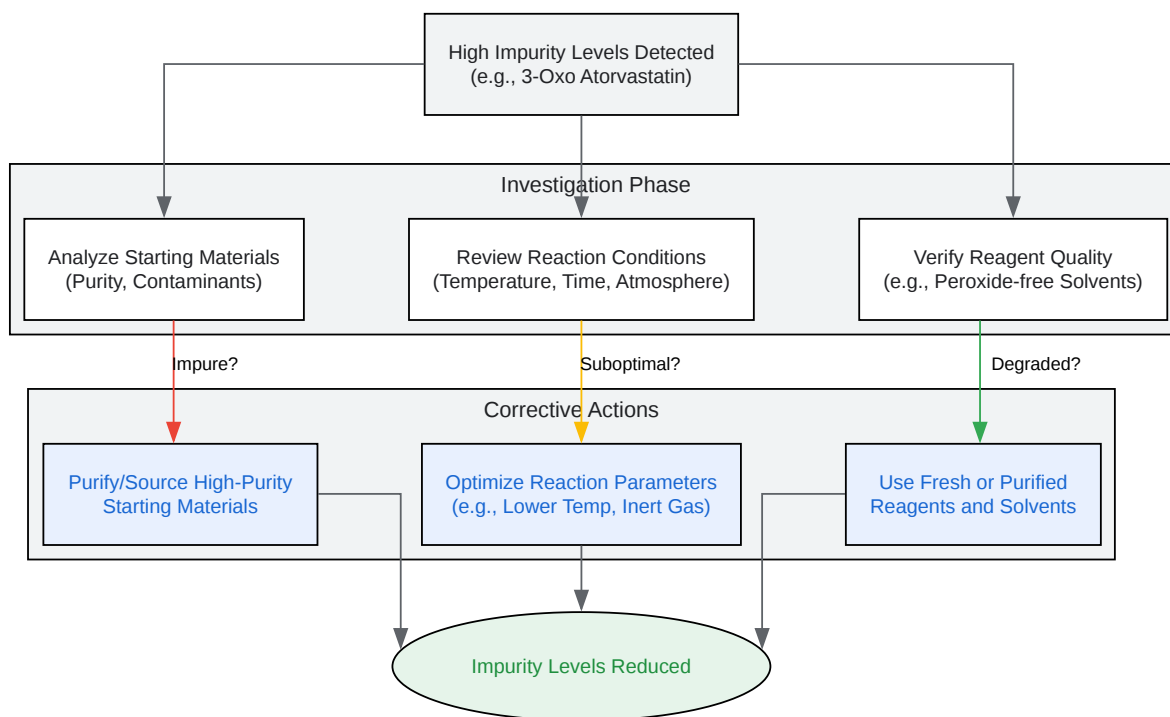 High Impurity Levels Detected
(e.g., 3-Oxo Atorvastatin)
Investigation Phase
Analyze Starting Materials
(Purity, Contaminants)
Review Reaction Conditions
(Temperature, Time, Atmosphere)
Verify Reagent Quality
(e.g., Peroxide-free Solvents)
Impure?
Suboptimal?
Degraded?
Corrective Actions
Purify/Source High-Purity
Starting Materials
Optimize Reaction Parameters
(e.g., Lower Temp, Inert Gas)
Use Fresh or Purified
Reagents and Solvents
Impurity Levels Reduced